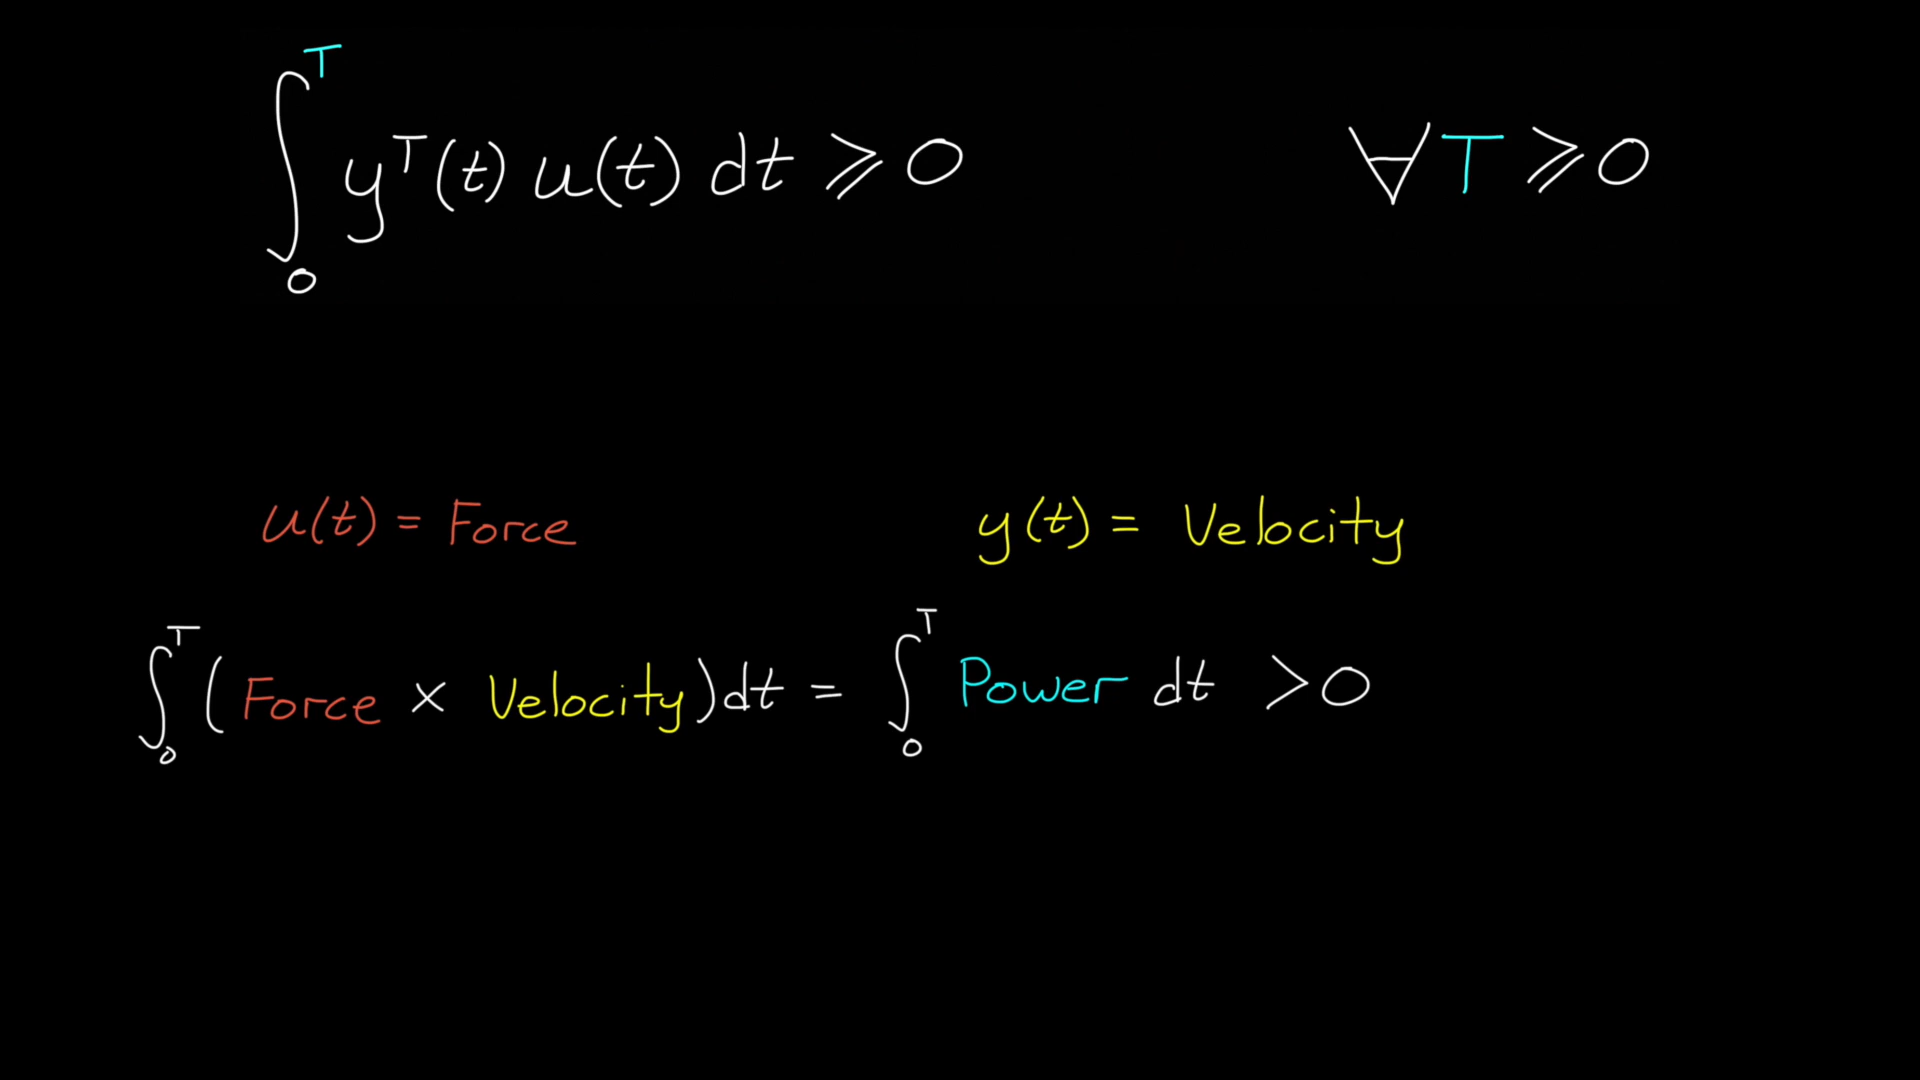 ∫₀ᵀ yᵀ(t) u(t) dt ⩾ 0 ∀T ⩾ 0
u(t) = Force y(t) = Velocity
∫₀ᵀ (Force × Velocity) dt = ∫₀ᵀ Power dt > 0